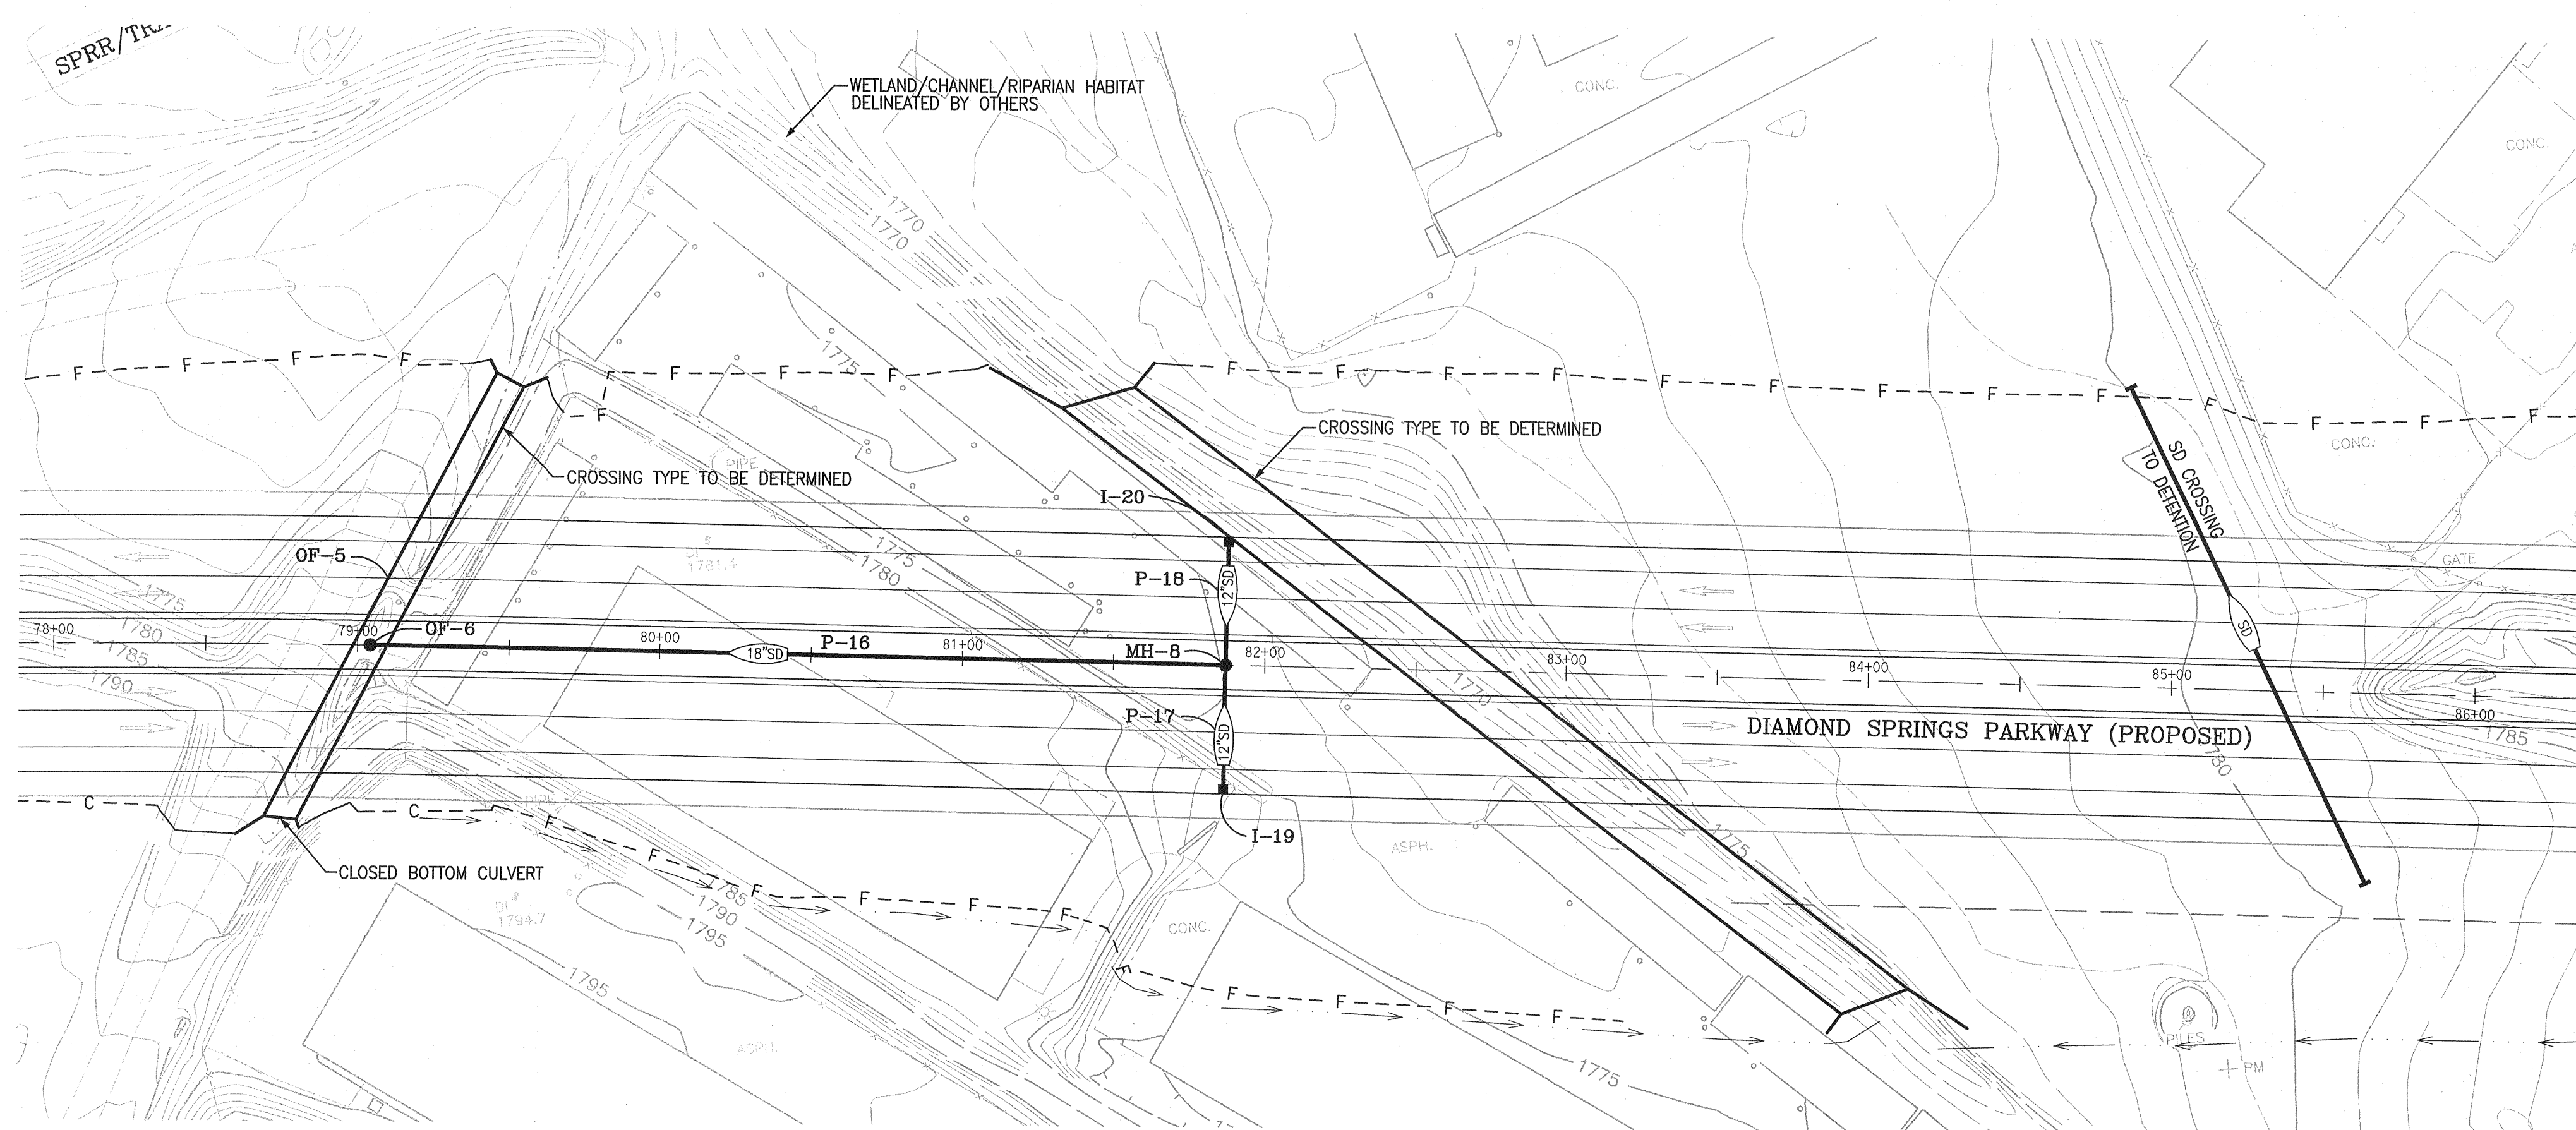 SPRR/TRA
WETLAND/CHANNEL/RIPARIAN HABITAT
DELINEATED BY OTHERS
CONC.
CONC.
1770
1770
1775
F F F F F F F F F F F F F F F F F F F F F
CONC.
CROSSING TYPE TO BE DETERMINED
SD CROSSING
TO DETENTION
PIPE
CROSSING TYPE TO BE DETERMINED
I-20
OF-5
DI
1781.4
1775
1780
P-18
12"SD
GATE
1775
1780
1785
1790
78+00
79+00
OF-6
80+00
18"SD
P-16
81+00
MH-8
82+00
83+00
84+00
85+00
86+00
SD
1770
P-17
12"SD
DIAMOND SPRINGS PARKWAY (PROPOSED)
1785
1780
C
C
PIPE
I-19
ASPH.
1775
CLOSED BOTTOM CULVERT
F F F F F F
1785
1790
1795
DI
1794.7
CONC.
1795
F F F F F
ASPH.
1775
PILES
PM